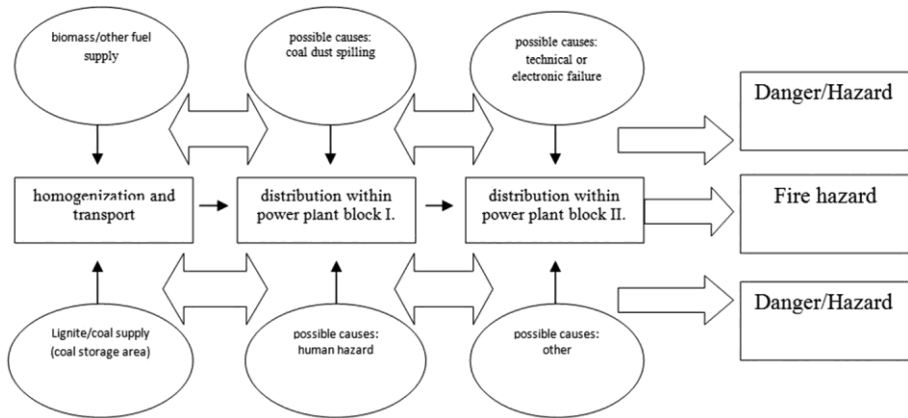 biomass/other fuel
supply
possible causes:
coal dust spilling
possible causes:
technical or
electronic failure
Danger/Hazard
homogenization and
transport
distribution within
power plant block I.
distribution within
power plant block II.
Fire hazard
Lignite/coal supply
(coal storage area)
possible causes:
human hazard
possible causes:
other
Danger/Hazard